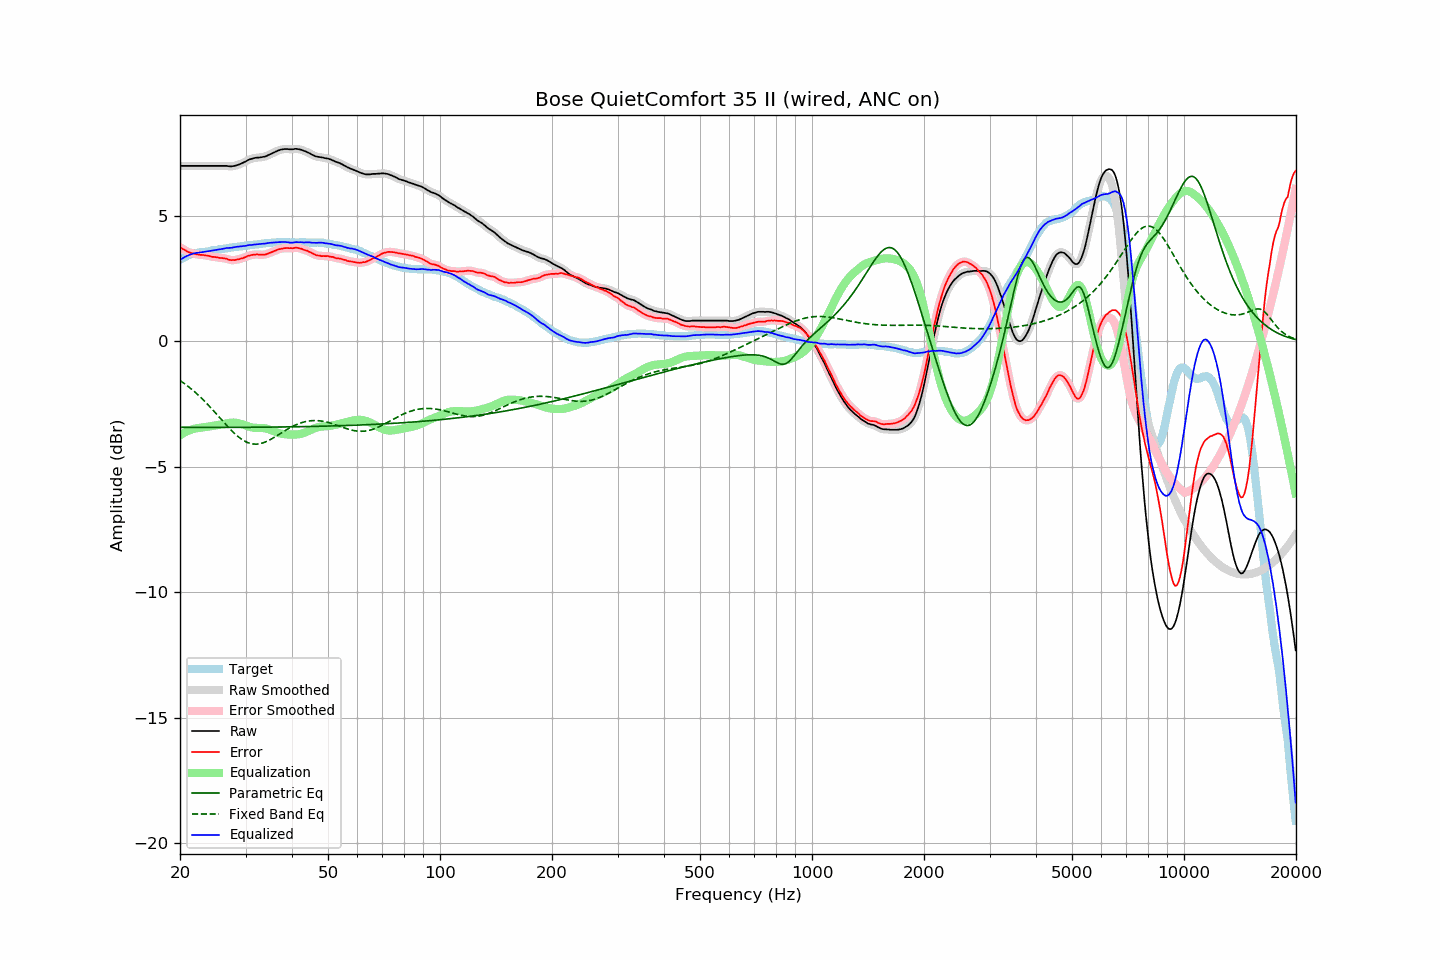 Bose QuietComfort 35 II (wired, ANC on)
Amplitude (dBr)
5
0
−5
−10
−15
−20
Target
Raw Smoothed
Error Smoothed
Raw
Error
Equalization
Parametric Eq
Fixed Band Eq
Equalized
20 50 100 200 500 1000 2000 5000 10000 20000
Frequency (Hz)